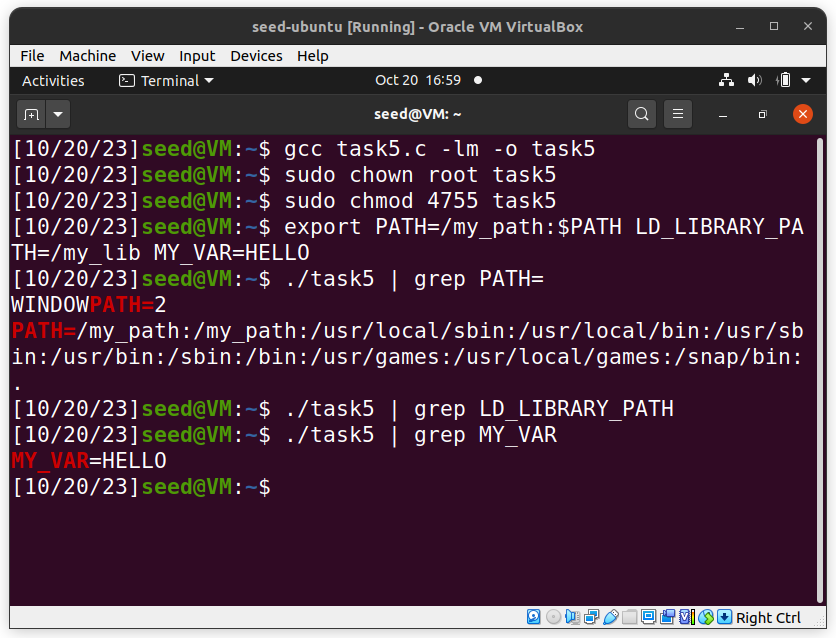 seed-ubuntu [Running] - Oracle VM VirtualBox
File Machine View Input Devices Help
Activities Terminal Oct 20 16:59
seed@VM: ~
[10/20/23]seed@VM:~$ gcc task5.c -lm -o task5
[10/20/23]seed@VM:~$ sudo chown root task5
[10/20/23]seed@VM:~$ sudo chmod 4755 task5
[10/20/23]seed@VM:~$ export PATH=/my_path:$PATH LD_LIBRARY_PA
TH=/my_lib MY_VAR=HELLO
[10/20/23]seed@VM:~$ ./task5 | grep PATH=
WINDOWPATH=2
PATH=/my_path:/my_path:/usr/local/sbin:/usr/local/bin:/usr/sb
in:/usr/bin:/sbin:/bin:/usr/games:/usr/local/games:/snap/bin:
.
[10/20/23]seed@VM:~$ ./task5 | grep LD_LIBRARY_PATH
[10/20/23]seed@VM:~$ ./task5 | grep MY_VAR
MY_VAR=HELLO
[10/20/23]seed@VM:~$
Right Ctrl